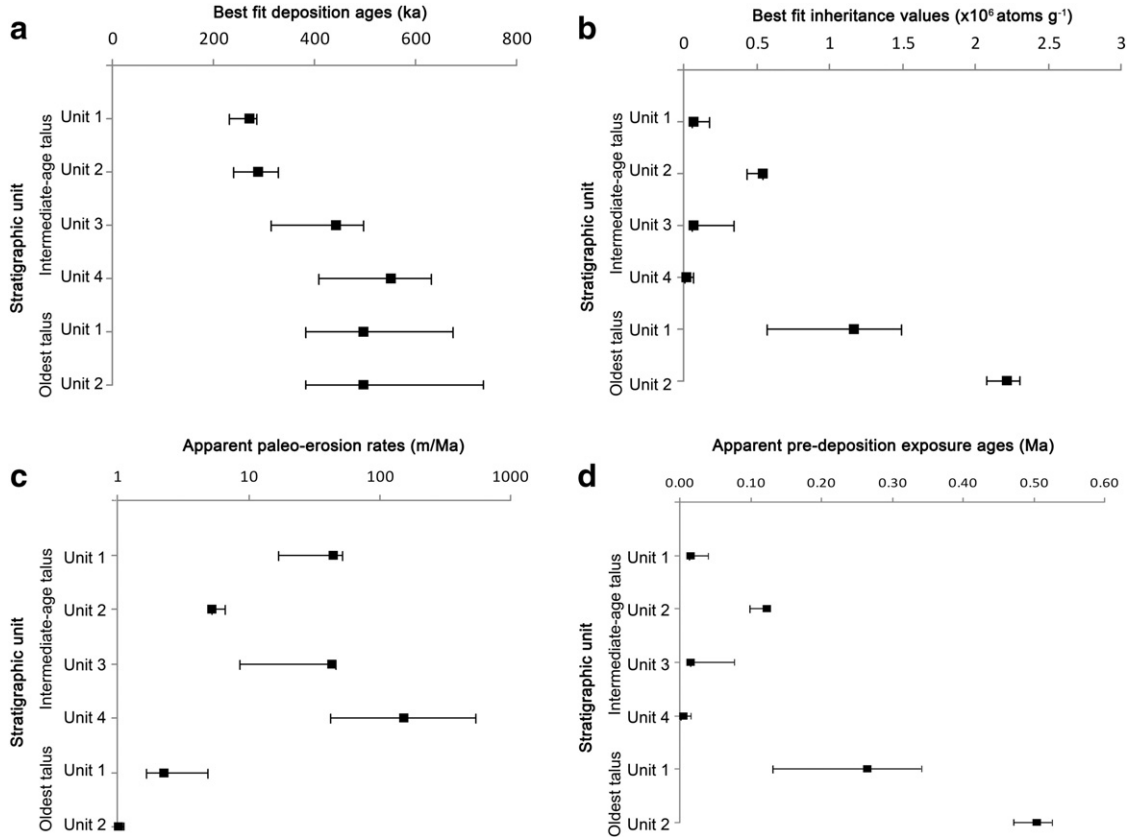 a
Best fit deposition ages (ka)
0 200 400 600 800
Stratigraphic unit
Intermediate-age talus
Unit 1
Unit 2
Unit 3
Unit 4
Oldest talus
Unit 1
Unit 2
b
Best fit inheritance values (x10⁶ atoms g⁻¹)
0 0.5 1 1.5 2 2.5 3
Stratigraphic unit
Intermediate-age talus
Unit 1
Unit 2
Unit 3
Unit 4
Oldest talus
Unit 1
Unit 2
c
Apparent paleo-erosion rates (m/Ma)
1 10 100 1000
Stratigraphic unit
Intermediate-age talus
Unit 1
Unit 2
Unit 3
Unit 4
Oldest talus
Unit 1
Unit 2
d
Apparent pre-deposition exposure ages (Ma)
0.00 0.10 0.20 0.30 0.40 0.50 0.60
Stratigraphic unit
Intermediate-age talus
Unit 1
Unit 2
Unit 3
Unit 4
Oldest talus
Unit 1
Unit 2